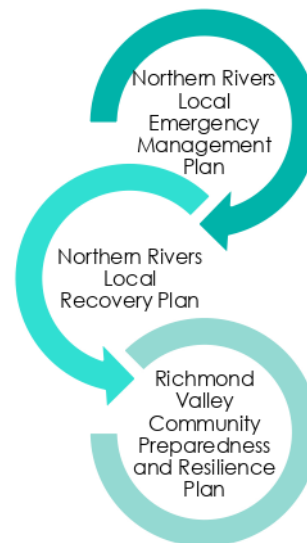 Northern Rivers
Local
Emergency
Management
Plan
Northern Rivers
Local
Recovery Plan
Richmond
Valley
Community
Preparedness
and Resilience
Plan